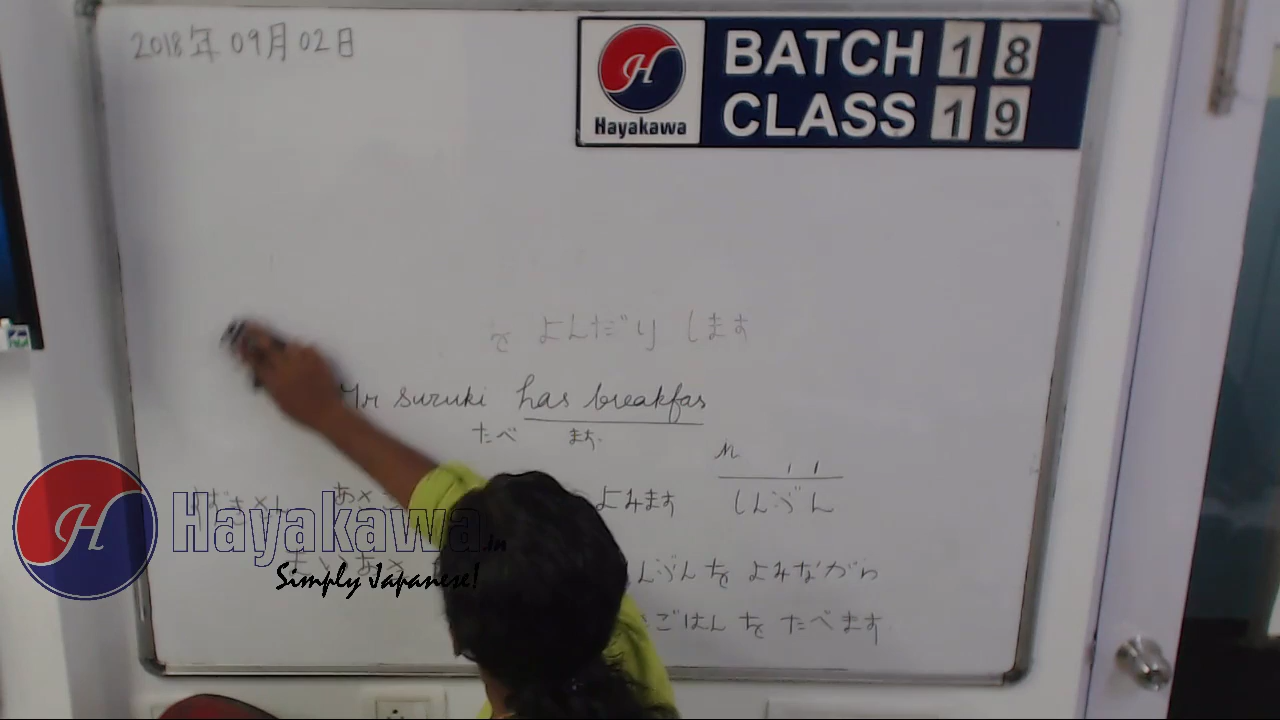 2018年09月02日
BATCH 18
CLASS 19
Hayakawa
を よんだり します
Mr suzuki has breakfas
たべ ます
よみます しんぶん
Hayakawa.in
Simply Japanese!
んぶんを よみながら
ごはん を たべます